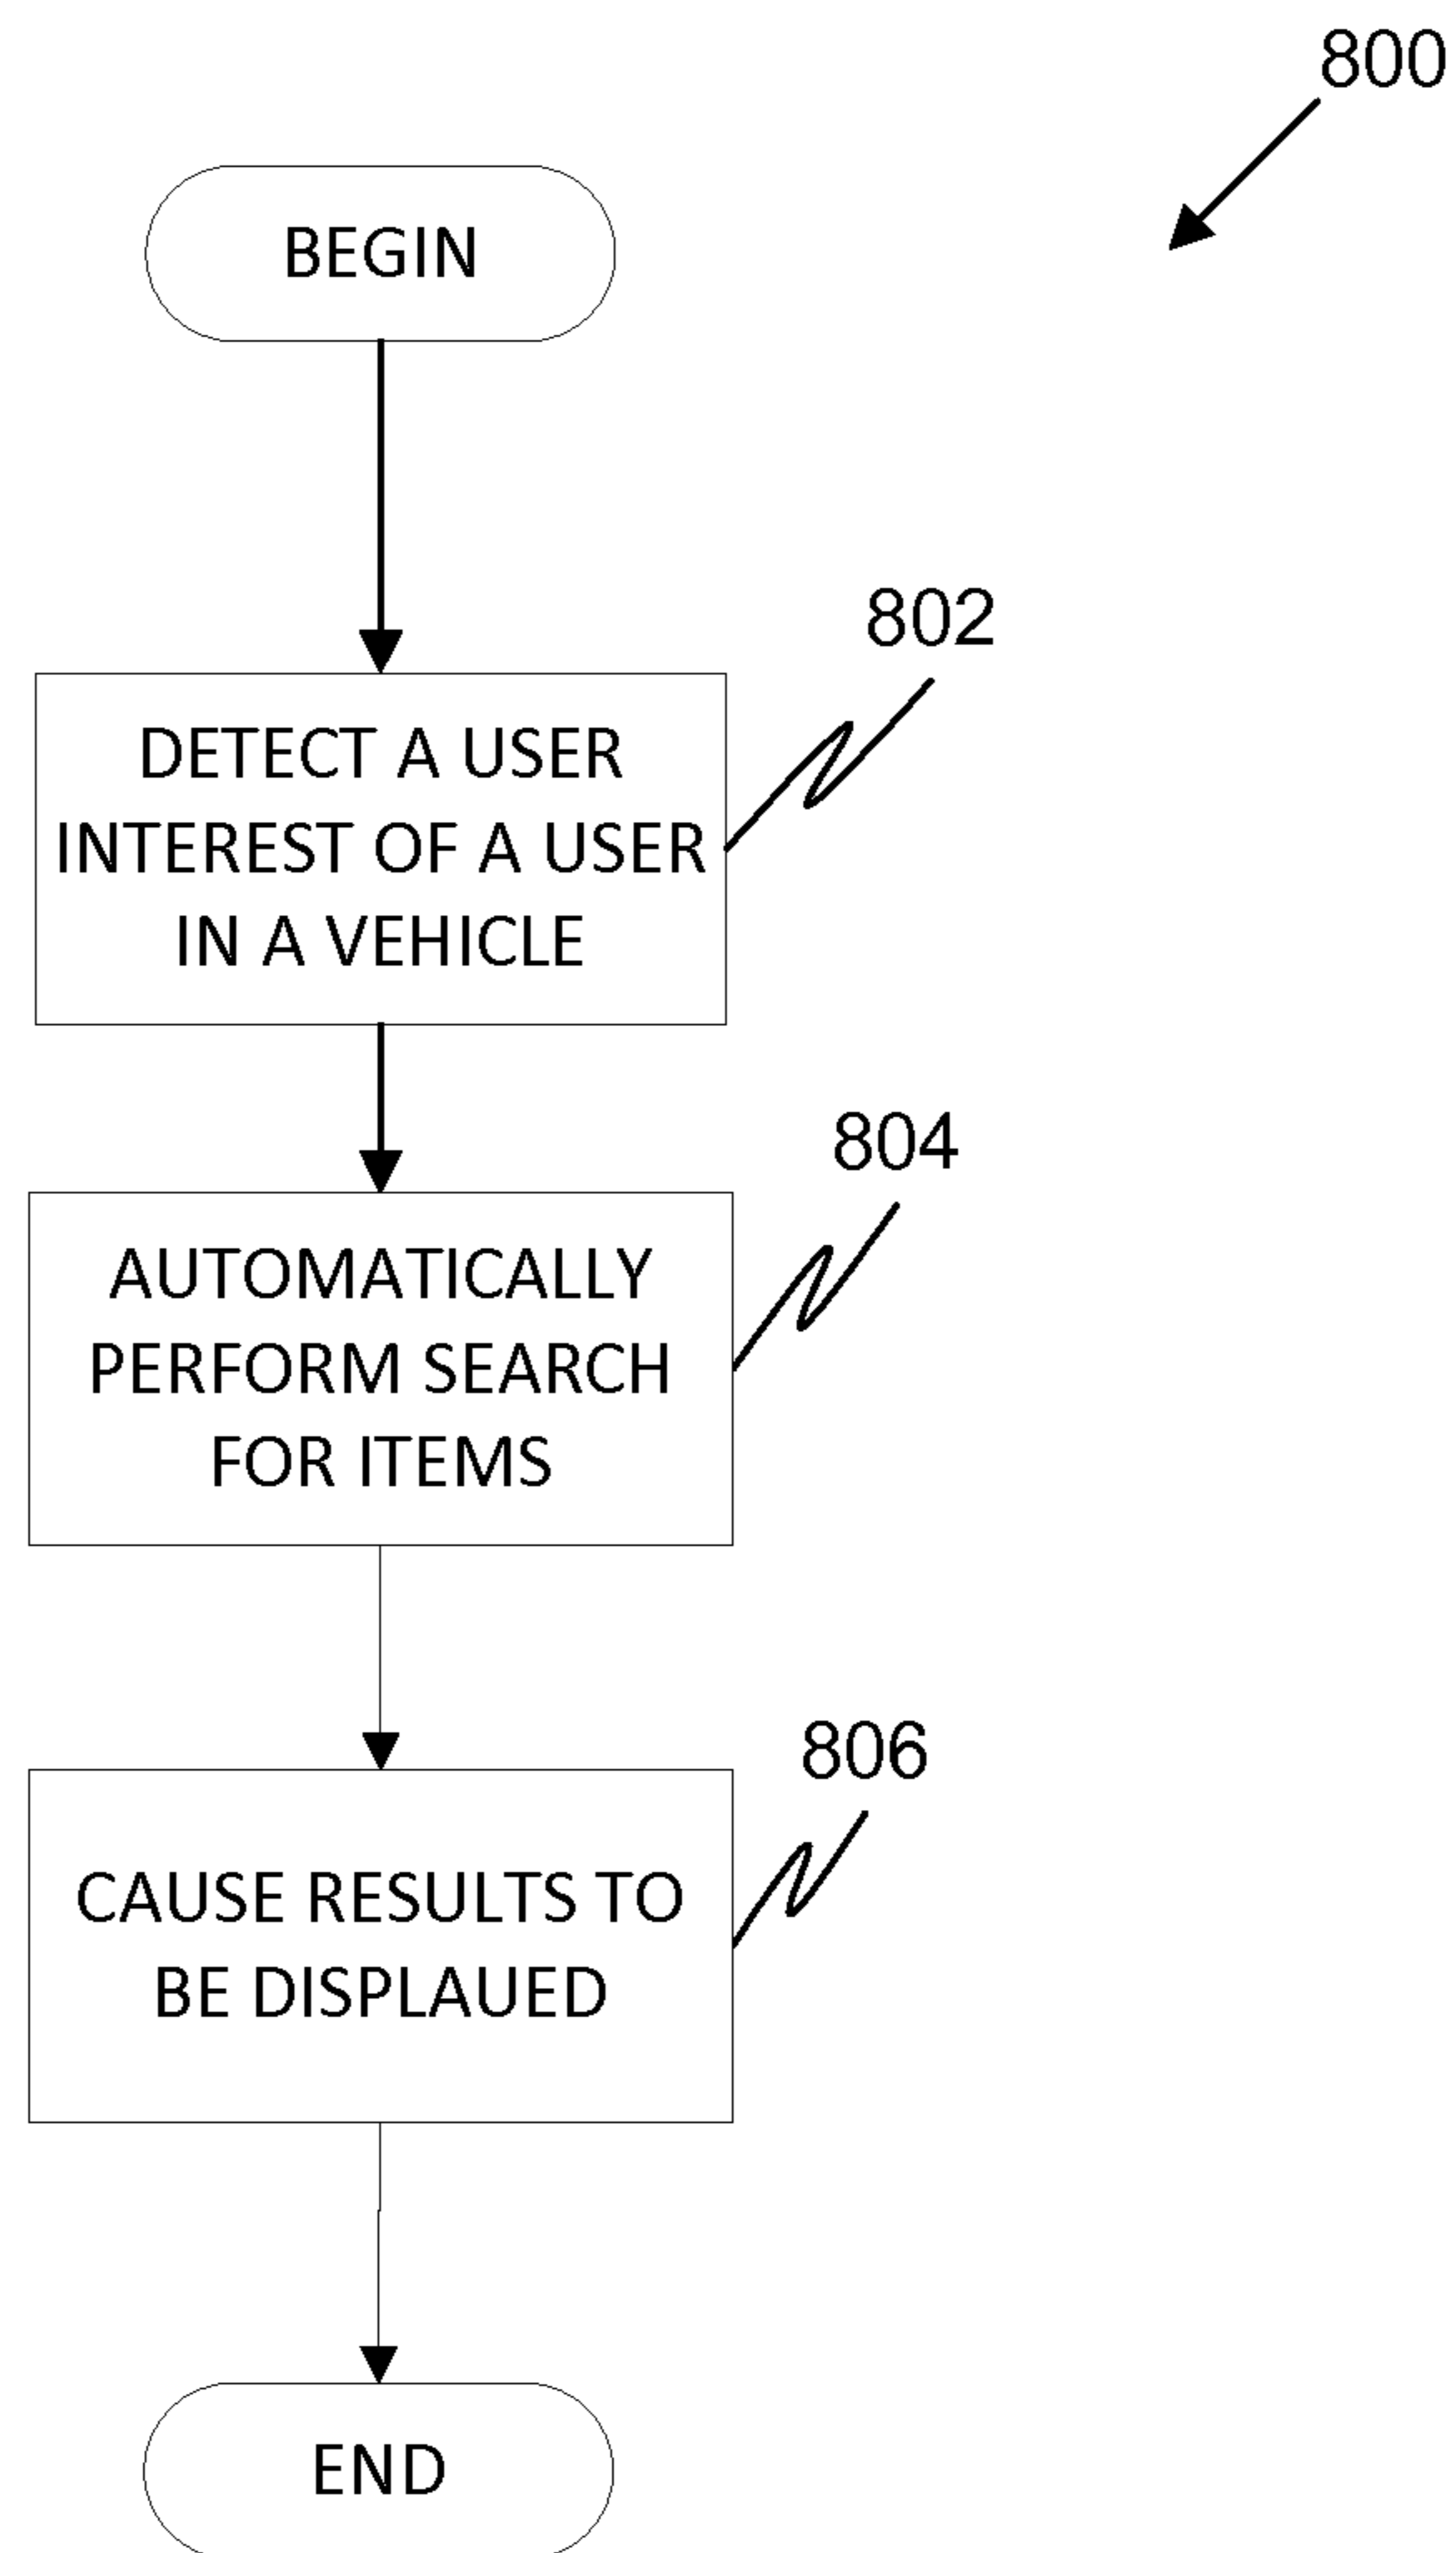 800
BEGIN
802
DETECT A USER
INTEREST OF A USER
IN A VEHICLE
804
AUTOMATICALLY
PERFORM SEARCH
FOR ITEMS
806
CAUSE RESULTS TO
BE DISPLAUED
END